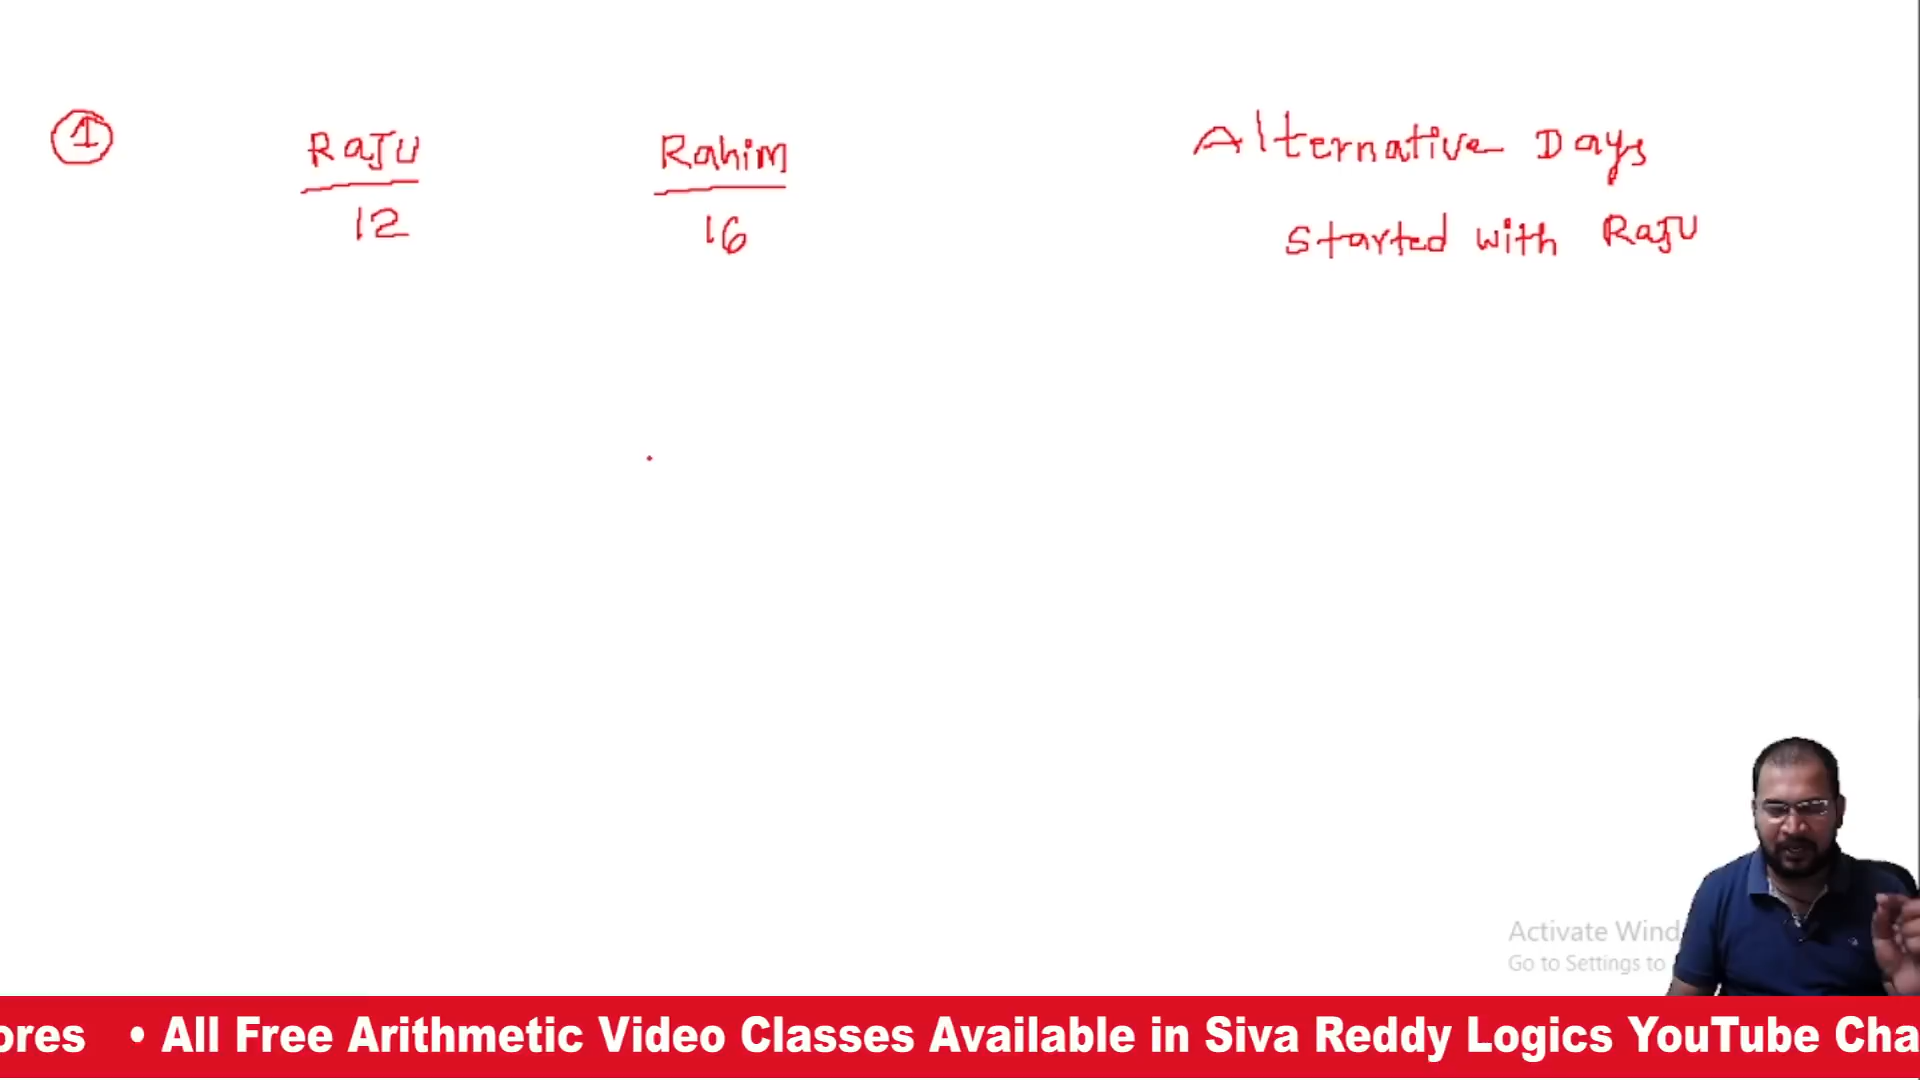 1
RaJU
Rahim
12
16
Alternative Days
started with RaJU
Activate Wind
Go to Settings to
ores • All Free Arithmetic Video Classes Available in Siva Reddy Logics YouTube Cha